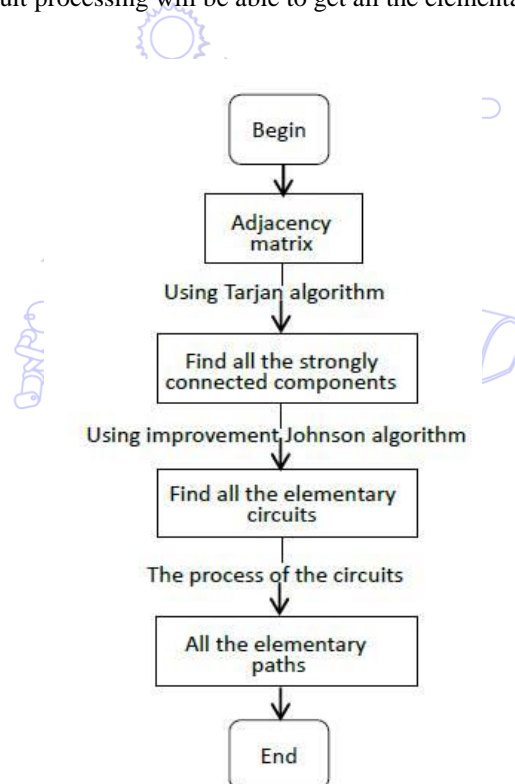 uit processing will be able to get all the elementa
Begin
Adjacency
matrix
Using Tarjan algorithm
Find all the strongly
connected components
Using improvement Johnson algorithm
Find all the elementary
circuits
The process of the circuits
All the elementary
paths
End